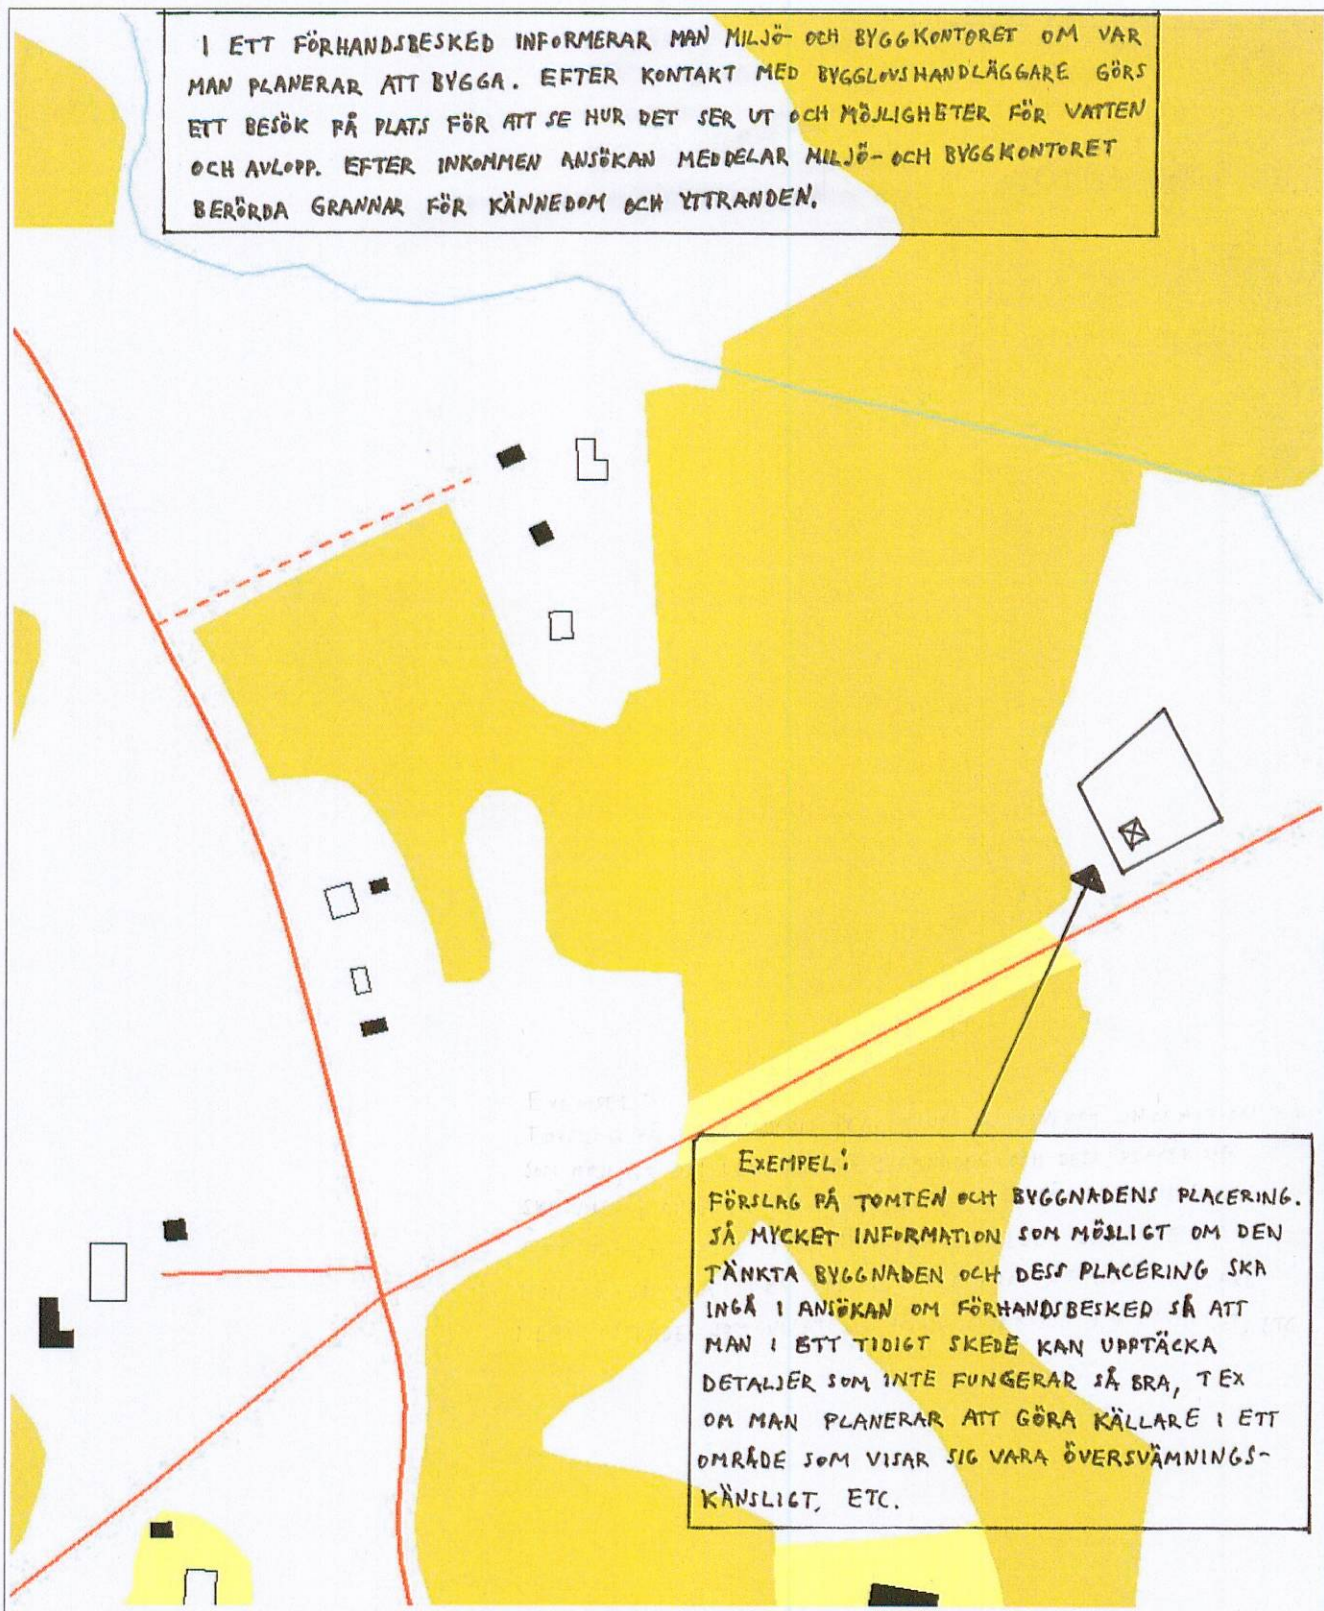 I ETT FÖRHANDSBESKED INFORMERAR MAN MILJÖ- OCH BYGGKONTORET OM VAR
MAN PLANERAR ATT BYGGA. EFTER KONTAKT MED BYGGLOVSHANDLÄGGARE GÖRS
ETT BESÖK PÅ PLATS FÖR ATT SE HUR DET SER UT OCH MÖJLIGHETER FÖR VATTEN
OCH AVLOPP. EFTER INKOMMEN ANSÖKAN MEDDELAR MILJÖ- OCH BYGGKONTORET
BERÖRDA GRANNAR FÖR KÄNNEDOM OCH YTTRANDEN.
EXEMPEL:
FÖRSLAG PÅ TOMTEN OCH BYGGNADENS PLACERING.
SÅ MYCKET INFORMATION SOM MÖJLIGT OM DEN
TÄNKTA BYGGNADEN OCH DESS PLACERING SKA
INGÅ I ANSÖKAN OM FÖRHANDSBESKED SÅ ATT
MAN I ETT TIDIGT SKEDE KAN UPPTÄCKA
DETALJER SOM INTE FUNGERAR SÅ BRA, T EX
OM MAN PLANERAR ATT GÖRA KÄLLARE I ETT
OMRÅDE SOM VISAR SIG VARA ÖVERSVÄMNINGS-
KÄNSLIGT, ETC.